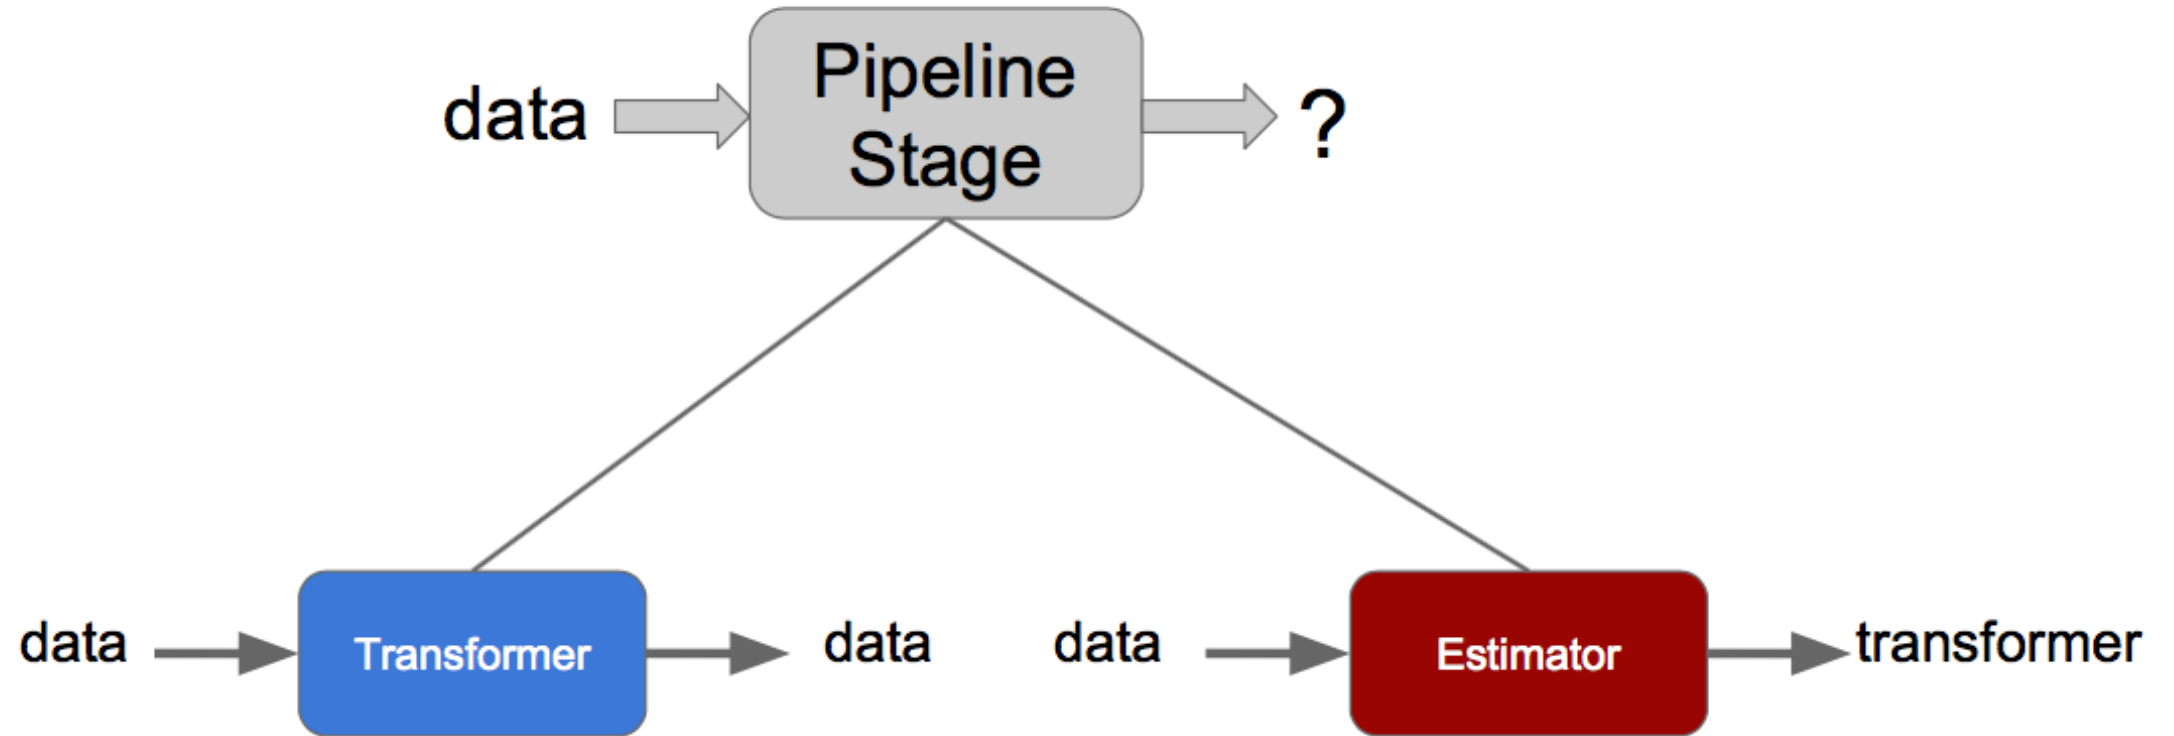 data
Pipeline
Stage
?
data
Transformer
data
data
Estimator
transformer